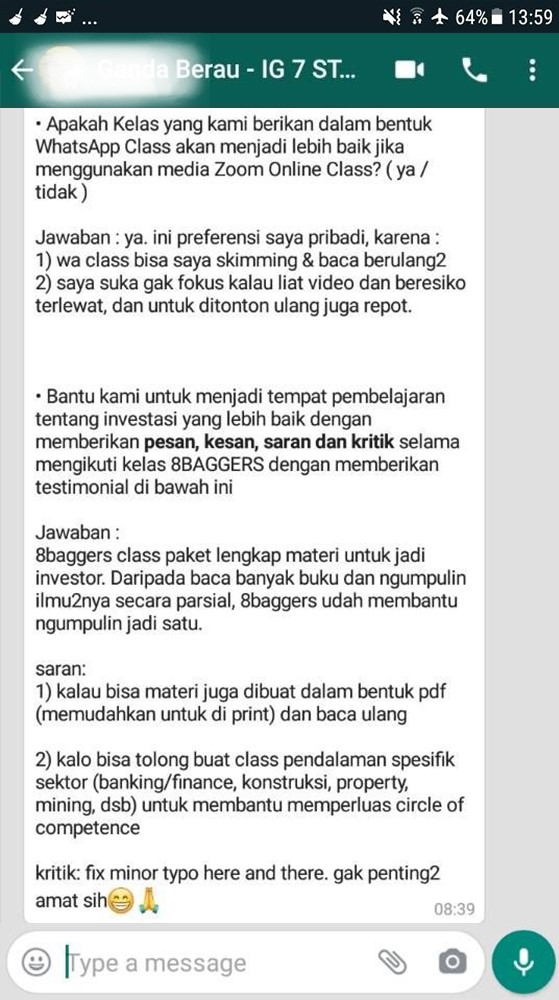 ... 64% 13:59
Ganda Berau - IG 7 ST...
• Apakah Kelas yang kami berikan dalam bentuk
WhatsApp Class akan menjadi lebih baik jika
menggunakan media Zoom Online Class? ( ya /
tidak )
Jawaban : ya. ini preferensi saya pribadi, karena :
1) wa class bisa saya skimming & baca berulang2
2) saya suka gak fokus kalau liat video dan beresiko
terlewat, dan untuk ditonton ulang juga repot.
• Bantu kami untuk menjadi tempat pembelajaran
tentang investasi yang lebih baik dengan
memberikan pesan, kesan, saran dan kritik selama
mengikuti kelas 8BAGGERS dengan memberikan
testimonial di bawah ini
Jawaban :
8baggers class paket lengkap materi untuk jadi
investor. Daripada baca banyak buku dan ngumpulin
ilmu2nya secara parsial, 8baggers udah membantu
ngumpulin jadi satu.
saran:
1) kalau bisa materi juga dibuat dalam bentuk pdf
(memudahkan untuk di print) dan baca ulang
2) kalo bisa tolong buat class pendalaman spesifik
sektor (banking/finance, konstruksi, property,
mining, dsb) untuk membantu memperluas circle of
competence
kritik: fix minor typo here and there. gak penting2
amat sih😁🙏
08:39
Type a message